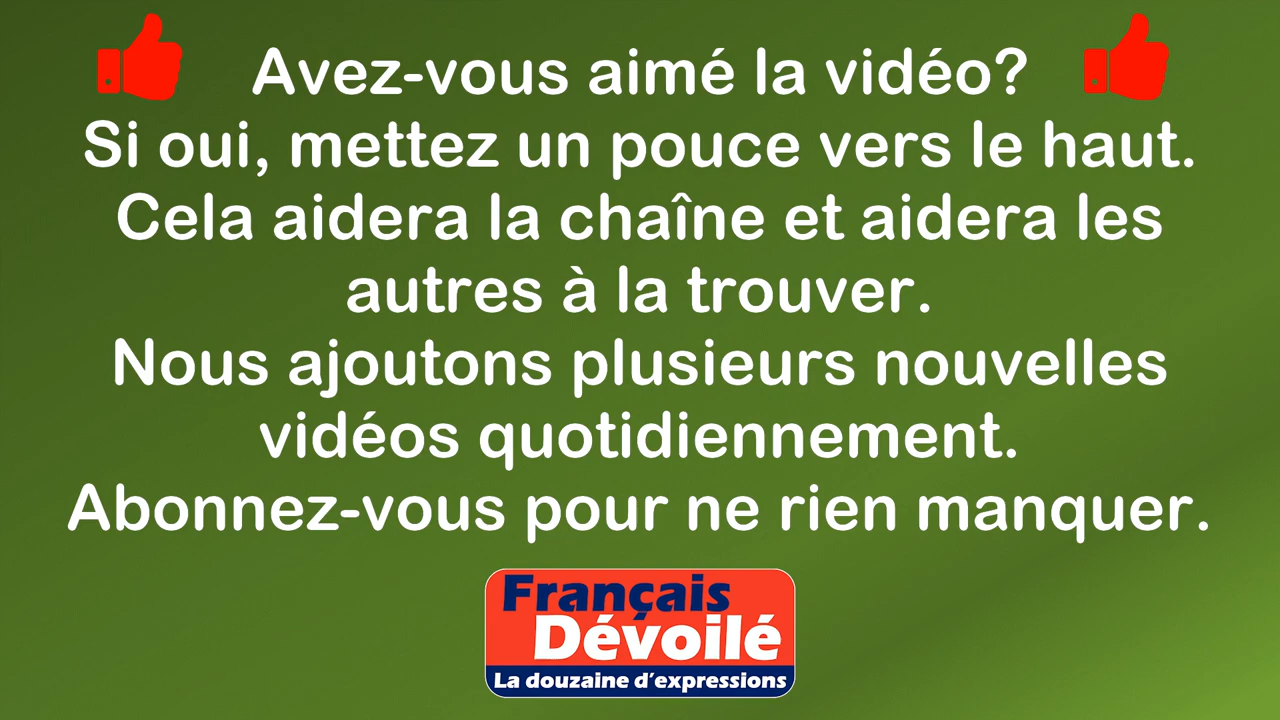 Avez-vous aimé la vidéo?
Si oui, mettez un pouce vers le haut.
Cela aidera la chaîne et aidera les
autres à la trouver.
Nous ajoutons plusieurs nouvelles
vidéos quotidiennement.
Abonnez-vous pour ne rien manquer.
Français
Dévoilé
La douzaine d'expressions